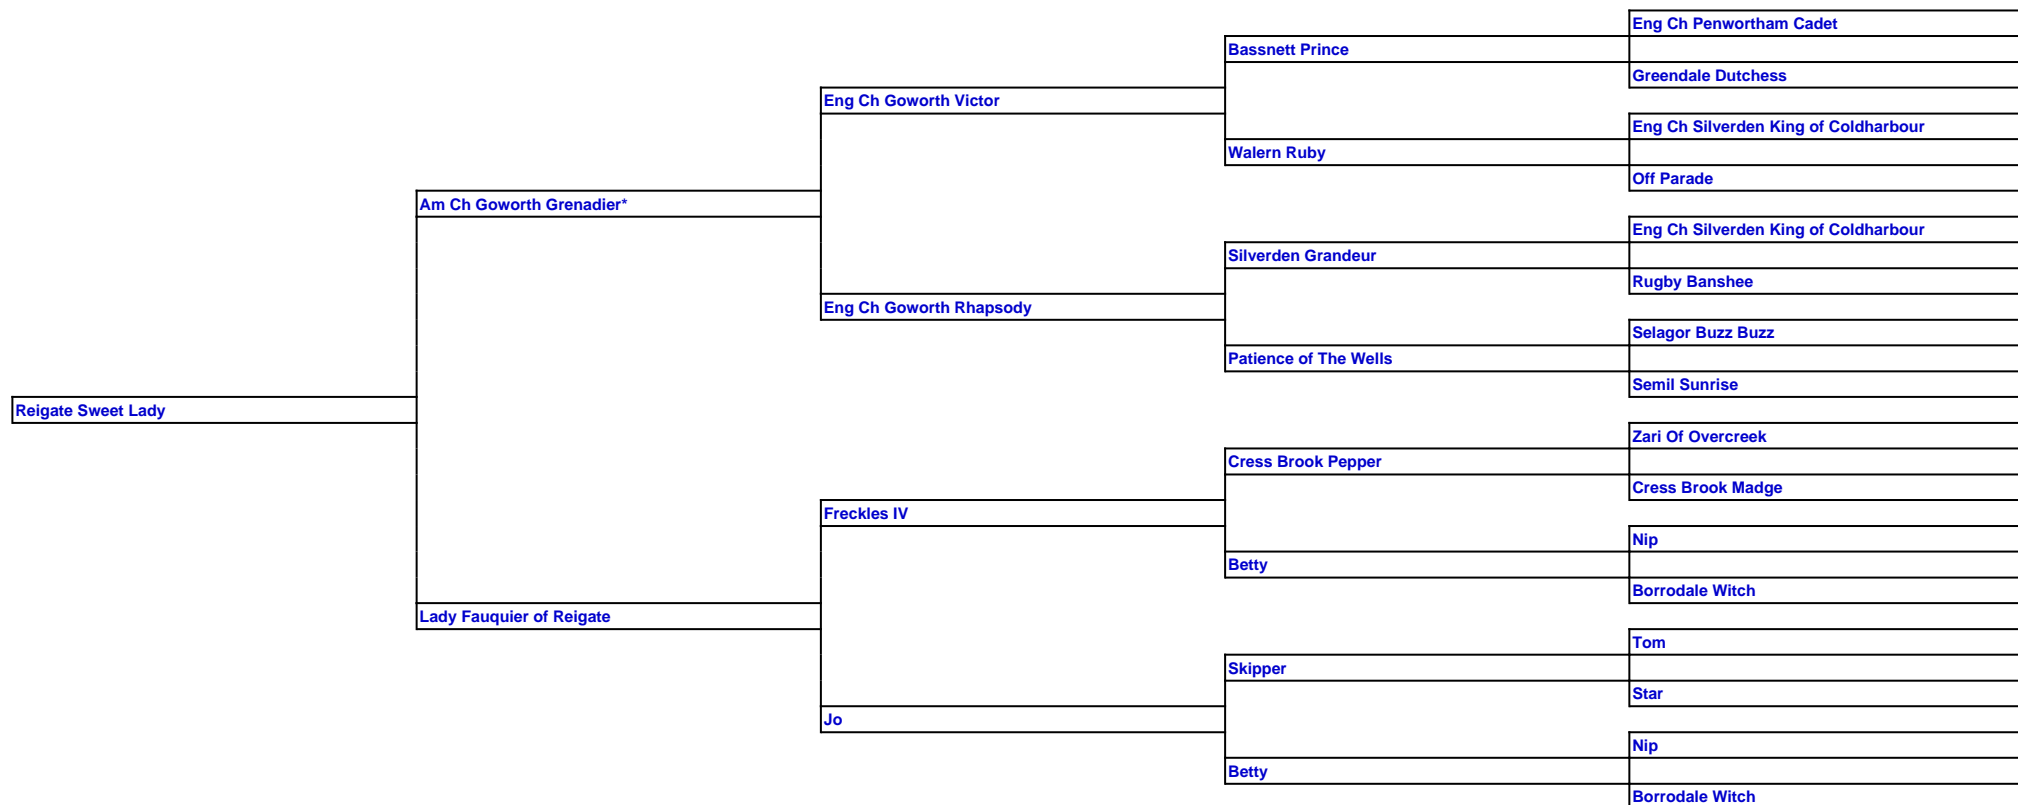 Eng Ch Penwortham Cadet
Bassnett Prince
Greendale Dutchess
Eng Ch Goworth Victor
Eng Ch Silverden King of Coldharbour
Walern Ruby
Off Parade
Am Ch Goworth Grenadier*
Eng Ch Silverden King of Coldharbour
Silverden Grandeur
Rugby Banshee
Eng Ch Goworth Rhapsody
Selagor Buzz Buzz
Patience of The Wells
Semil Sunrise
Reigate Sweet Lady
Zari Of Overcreek
Cress Brook Pepper
Cress Brook Madge
Freckles IV
Nip
Betty
Borrodale Witch
Lady Fauquier of Reigate
Tom
Skipper
Star
Jo
Nip
Betty
Borrodale Witch